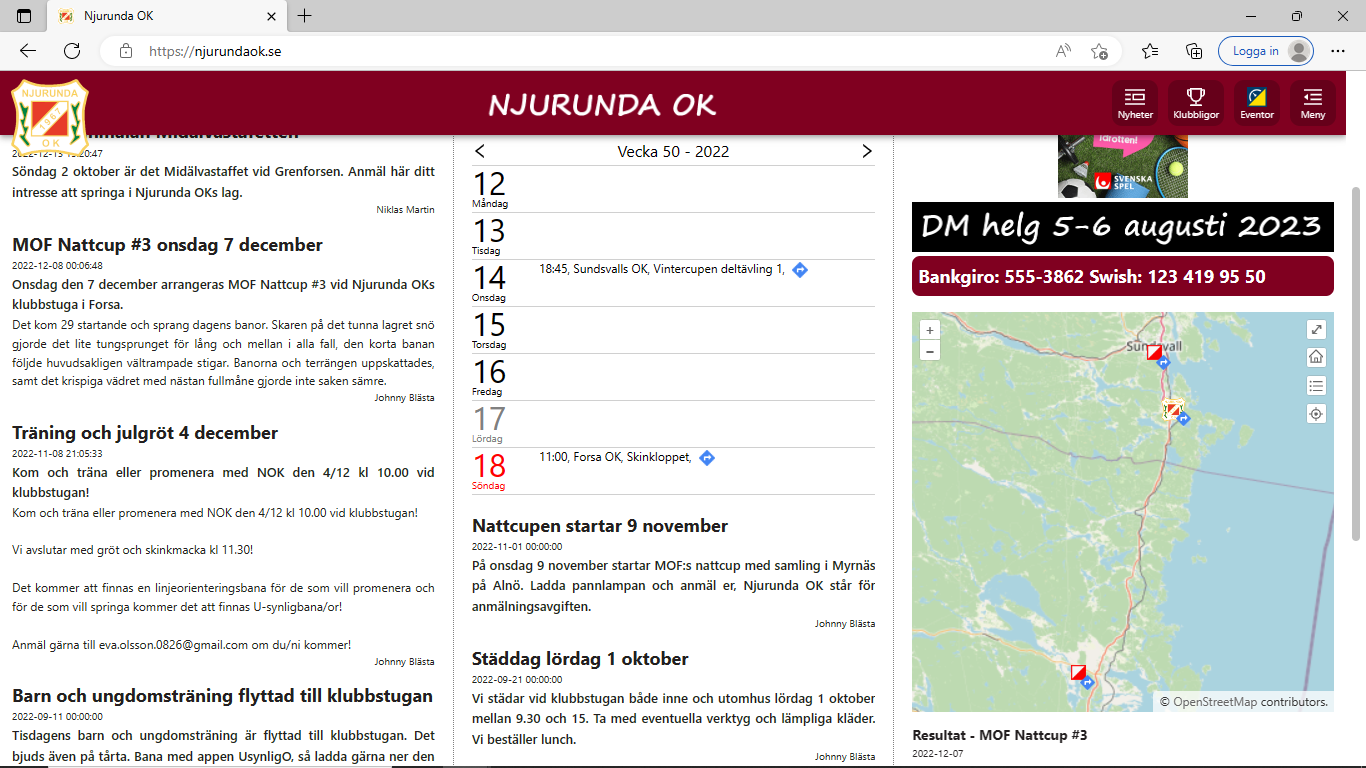 Njurunda OK
https://njurundaok.se
Logga in
NJURUNDA
1967
OK
NJURUNDA OK
Nyheter
Klubbligor
Eventor
Meny
Söndag 2 oktober är det Midälvastaffet vid Grenforsen. Anmäl här ditt
intresse att springa i Njurunda OKs lag.
Niklas Martin
MOF Nattcup #3 onsdag 7 december
2022-12-08 00:06:48
Onsdag den 7 december arrangeras MOF Nattcup #3 vid Njurunda OKs
klubbstuga i Forsa.
Det kom 29 startande och sprang dagens banor. Skaren på det tunna lagret snö
gjorde det lite tungsprunget för lång och mellan i alla fall, den korta banan
följde huvudsakligen vältrampade stigar. Banorna och terrängen uppskattades,
samt det krispiga vädret med nästan fullmåne gjorde inte saken sämre.
Johnny Blästa
Träning och julgröt 4 december
2022-11-08 21:05:33
Kom och träna eller promenera med NOK den 4/12 kl 10.00 vid
klubbstugan!
Kom och träna eller promenera med NOK den 4/12 kl 10.00 vid klubbstugan!
Vi avslutar med gröt och skinkmacka kl 11.30!
Det kommer att finnas en linjeorienteringsbana för de som vill promenera och
för de som vill springa kommer det att finnas U-synligbana/or!
Anmäl gärna till eva.olsson.0826@gmail.com om du/ni kommer!
Johnny Blästa
Barn och ungdomsträning flyttad till klubbstugan
2022-09-11 00:00:00
Tisdagens barn och ungdomsträning är flyttad till klubbstugan. Det
bjuds även på tårta. Bana med appen UsynligO, så ladda gärna ner den
Vecka 50 - 2022
12
Måndag
13
Tisdag
14
Onsdag
18:45, Sundsvalls OK, Vintercupen deltävling 1,
15
Torsdag
16
Fredag
17
Lördag
18
Söndag
11:00, Forsa OK, Skinkloppet,
Nattcupen startar 9 november
2022-11-01 00:00:00
På onsdag 9 november startar MOF:s nattcup med samling i Myrnäs
på Alnö. Ladda pannlampan och anmäl er, Njurunda OK står för
anmälningsavgiften.
Johnny Blästa
Städdag lördag 1 oktober
2022-09-21 00:00:00
Vi städar vid klubbstugan både inne och utomhus lördag 1 oktober
mellan 9.30 och 15. Ta med eventuella verktyg och lämpliga kläder.
Vi beställer lunch.
Johnny Blästa
idrotten!
SVENSKA
SPEL
DM helg 5-6 augusti 2023
Bankgiro: 555-3862 Swish: 123 419 95 50
+
–
Sundsvall
© OpenStreetMap contributors.
Resultat - MOF Nattcup #3
2022-12-07